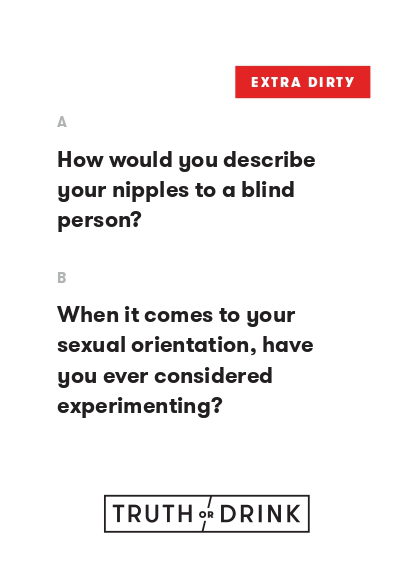 EXTRA DIRTY
A
How would you describe
your nipples to a blind
person?
B
When it comes to your
sexual orientation, have
you ever considered
experimenting?
TRUTH OR DRINK